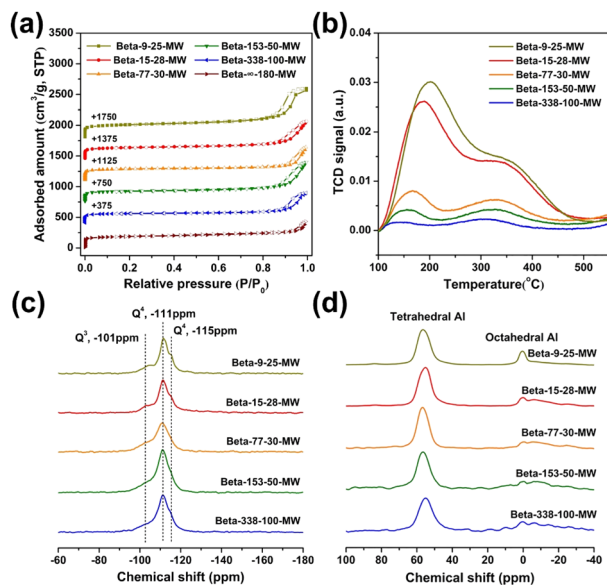 (a)
3500
3000
2500
2000
1500
1000
500
0
Adsorbed amount (cm³/g, STP)
Beta-9-25-MW
Beta-15-28-MW
Beta-77-30-MW
Beta-153-50-MW
Beta-338-100-MW
Beta-∞-180-MW
+1750
+1375
+1125
+750
+375
0.0 0.2 0.4 0.6 0.8 1.0
Relative pressure (P/P₀)
(b)
0.04
0.03
0.02
0.01
0.00
TCD signal (a.u.)
Beta-9-25-MW
Beta-15-28-MW
Beta-77-30-MW
Beta-153-50-MW
Beta-338-100-MW
100 200 300 400 500
Temperature(°C)
(c)
Q⁴, -111ppm
Q³, -101ppm
Q⁴, -115ppm
Beta-9-25-MW
Beta-15-28-MW
Beta-77-30-MW
Beta-153-50-MW
Beta-338-100-MW
-60 -80 -100 -120 -140 -160 -180
Chemical shift (ppm)
(d)
Tetrahedral Al
Octahedral Al
Beta-9-25-MW
Beta-15-28-MW
Beta-77-30-MW
Beta-153-50-MW
Beta-338-100-MW
100 80 60 40 20 0 -20 -40
Chemical shift (ppm)